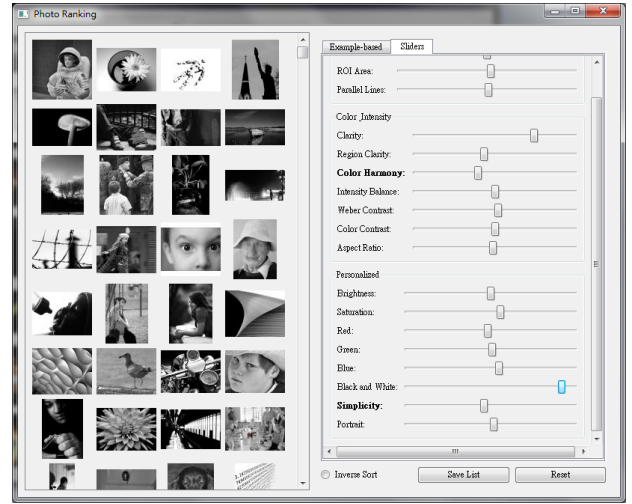 Photo Ranking
Example-based Sliders
ROI Area:
Parallel Lines:
Color ,Intensity
Clarity:
Region Clarity:
Color Harmony:
Intensity Balance:
Weber Contrast:
Color Contrast:
Aspect Ratio:
Personalized
Brightness:
Saturation:
Red:
Green:
Blue:
Black and White:
Simplicity:
Portrait:
Inverse Sort Save List Reset